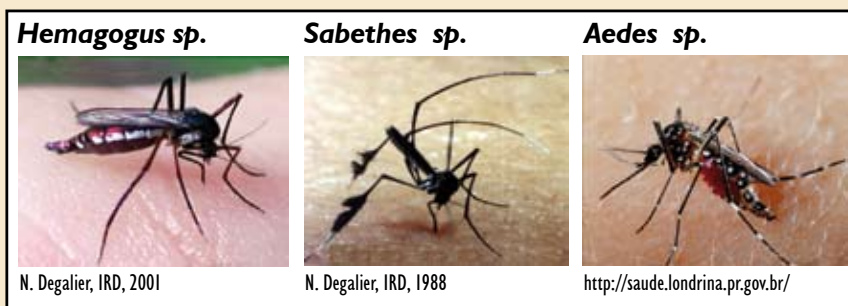 Hemagogus sp.
Sabethes sp.
Aedes sp.
N. Degalier, IRD, 2001
N. Degalier, IRD, 1988
http://saude.londrina.pr.gov.br/